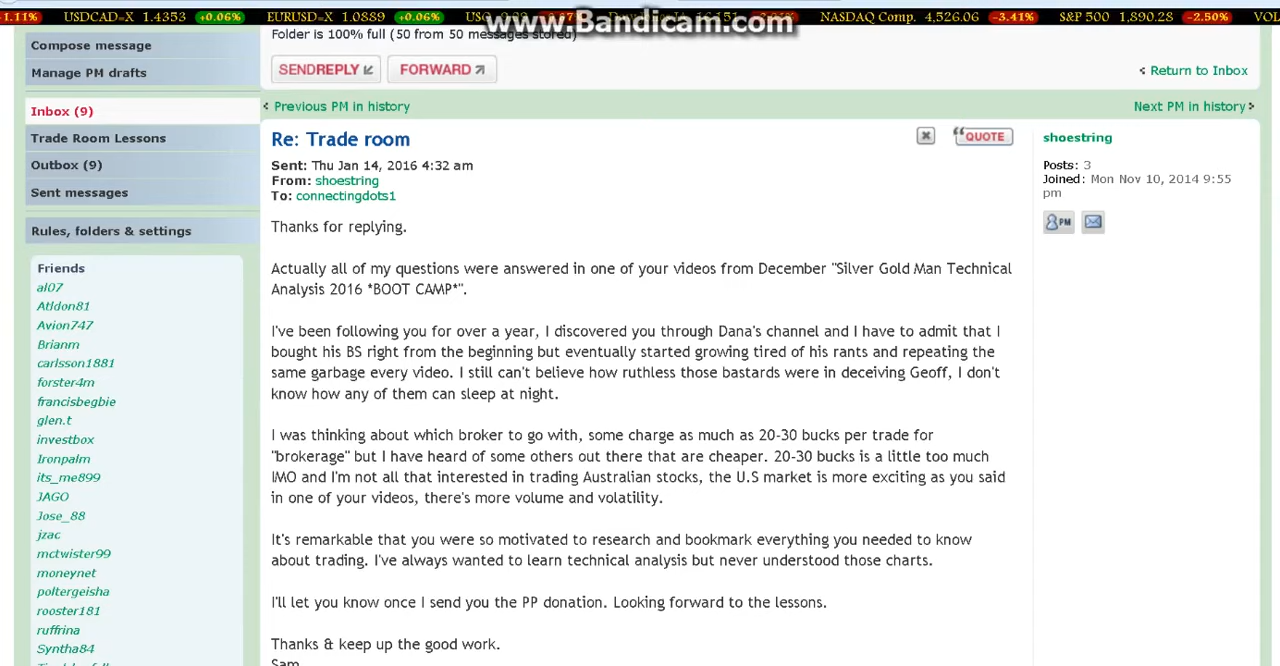 -1.11% USDCAD=X 1.4353 +0.06% EURUSD=X 1.0889 +0.06% NASDAQ Comp. 4,526.06 -3.41% S&P 500 1,890.28 -2.50%
www.Bandicam.com
Compose message
Manage PM drafts
Inbox (9)
Trade Room Lessons
Outbox (9)
Sent messages
Rules, folders & settings
Friends
al07
Atldon81
Avion747
Brianm
carlsson1881
forster4m
francisbegbie
glen.t
investbox
Ironpalm
its_me899
JAGO
Jose_88
jzac
mctwister99
moneynet
poltergeisha
rooster181
ruffrina
Syntha84
Folder is 100% full (50 from 50 messages stored)
SENDREPLY FORWARD
Return to Inbox
Previous PM in history
Next PM in history
Re: Trade room
QUOTE
Sent: Thu Jan 14, 2016 4:32 am
From: shoestring
To: connectingdots1
Thanks for replying.
Actually all of my questions were answered in one of your videos from December "Silver Gold Man Technical
Analysis 2016 *BOOT CAMP*".
I've been following you for over a year, I discovered you through Dana's channel and I have to admit that I
bought his BS right from the beginning but eventually started growing tired of his rants and repeating the
same garbage every video. I still can't believe how ruthless those bastards were in deceiving Geoff, I don't
know how any of them can sleep at night.
I was thinking about which broker to go with, some charge as much as 20-30 bucks per trade for
"brokerage" but I have heard of some others out there that are cheaper. 20-30 bucks is a little too much
IMO and I'm not all that interested in trading Australian stocks, the U.S market is more exciting as you said
in one of your videos, there's more volume and volatility.
It's remarkable that you were so motivated to research and bookmark everything you needed to know
about trading. I've always wanted to learn technical analysis but never understood those charts.
I'll let you know once I send you the PP donation. Looking forward to the lessons.
Thanks & keep up the good work.
Sam
shoestring
Posts: 3
Joined: Mon Nov 10, 2014 9:55
pm
PM